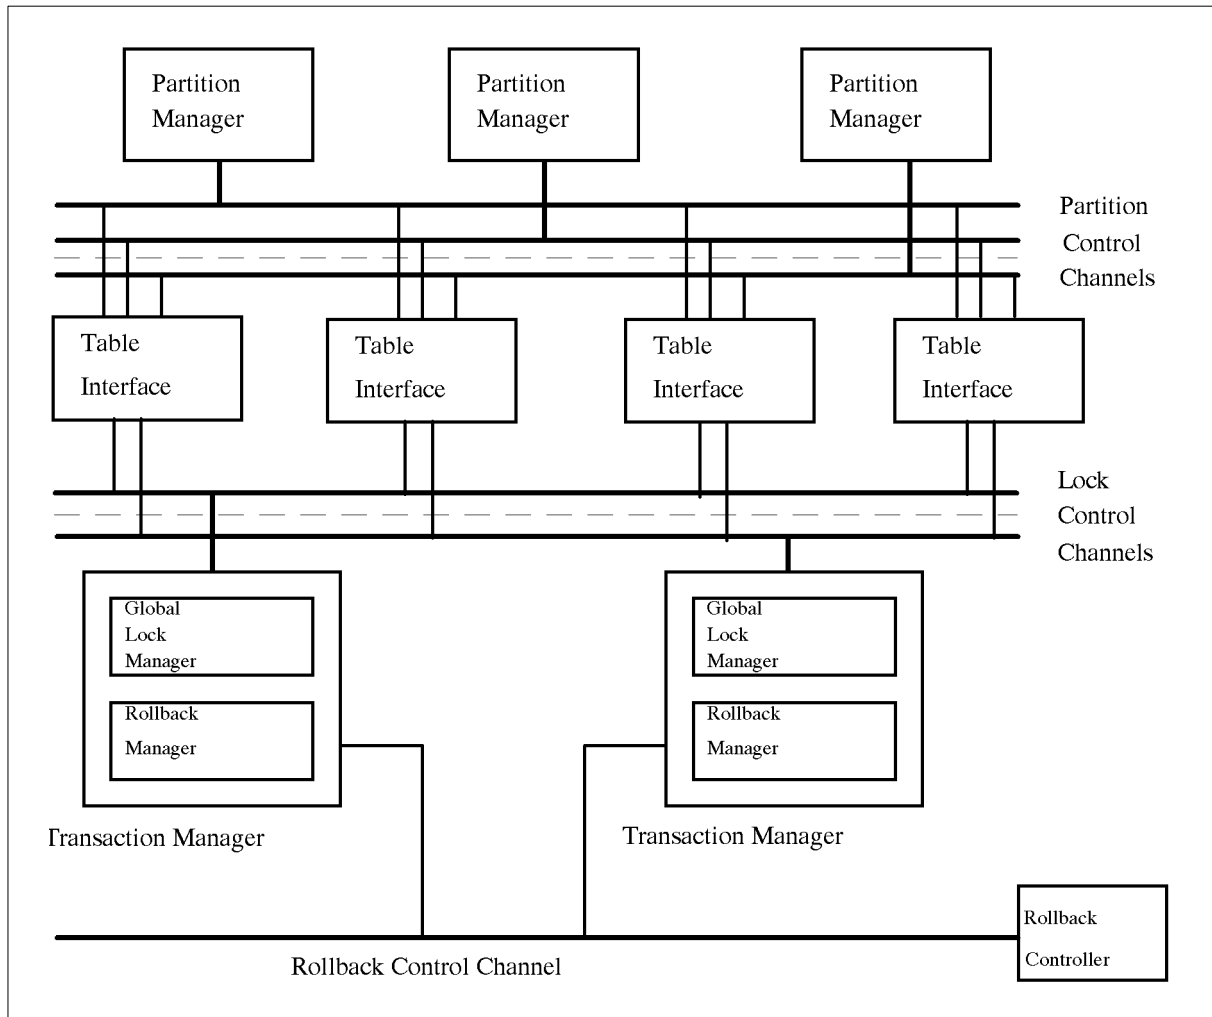 Partition
Manager
Partition
Manager
Partition
Manager
Partition
Control
Channels
Table
Interface
Table
Interface
Table
Interface
Table
Interface
Lock
Control
Channels
Global
Lock
Manager
Rollback
Manager
Transaction Manager
Global
Lock
Manager
Rollback
Manager
Transaction Manager
Rollback
Controller
Rollback Control Channel